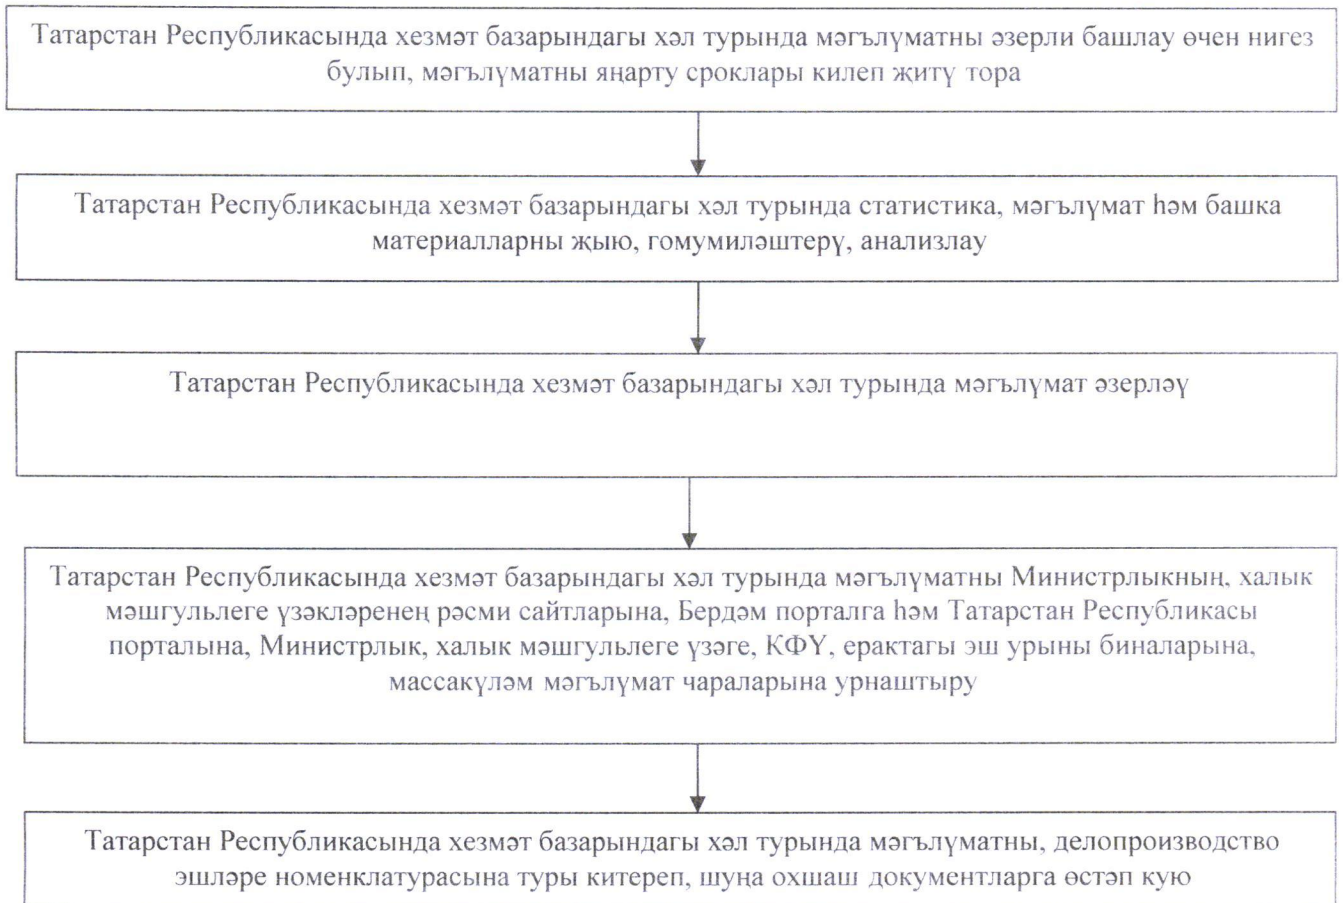 Татарстан Республикасында хезмәт базарындагы хәл турында мәгълүматны әзерли башлау өчен нигез
булып, мәгълүматны яңарту сроклары килеп җитү тора
Татарстан Республикасында хезмәт базарындагы хәл турында статистика, мәгълүмат һәм башка
материалларны җыю, гомумиләштерү, анализлау
Татарстан Республикасында хезмәт базарындагы хәл турында мәгълүмат әзерләү
Татарстан Республикасында хезмәт базарындагы хәл турында мәгълүматны Министрлыкның, халык
мәшгульлеге үзәкләренең рәсми сайтларына, Бердәм порталга һәм Татарстан Республикасы
порталына, Министрлык, халык мәшгульлеге үзәге, КФҮ, ерактагы эш урыны биналарына,
массакүләм мәгълүмат чараларына урнаштыру
Татарстан Республикасында хезмәт базарындагы хәл турында мәгълүматны, делопроизводство
эшләре номенклатурасына туры китереп, шуңа охшаш документларга өстәп кую